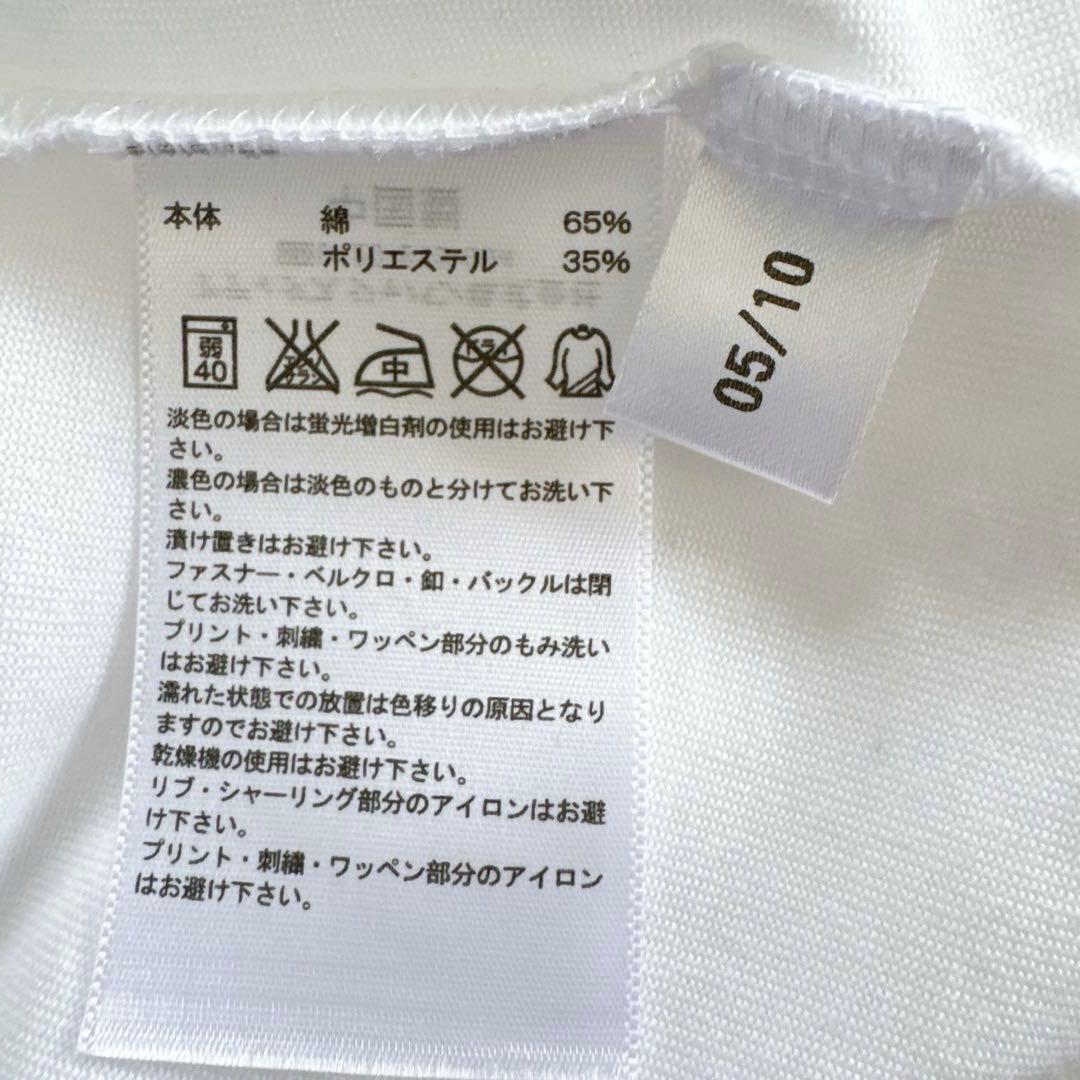 本体 綿 65%
ポリエステル 35%
弱 40
エンソ サラシ 中 ドライ
淡色の場合は蛍光増白剤の使用はお避け下
さい。
濃色の場合は淡色のものと分けてお洗い下
さい。
漬け置きはお避け下さい。
ファスナー・ベルクロ・釦・バックルは閉
じてお洗い下さい。
プリント・刺繍・ワッペン部分のもみ洗い
はお避け下さい。
濡れた状態での放置は色移りの原因となり
ますのでお避け下さい。
乾燥機の使用はお避け下さい。
リブ・シャーリング部分のアイロンはお避
け下さい。
プリント・刺繍・ワッペン部分のアイロン
はお避け下さい。
05/10